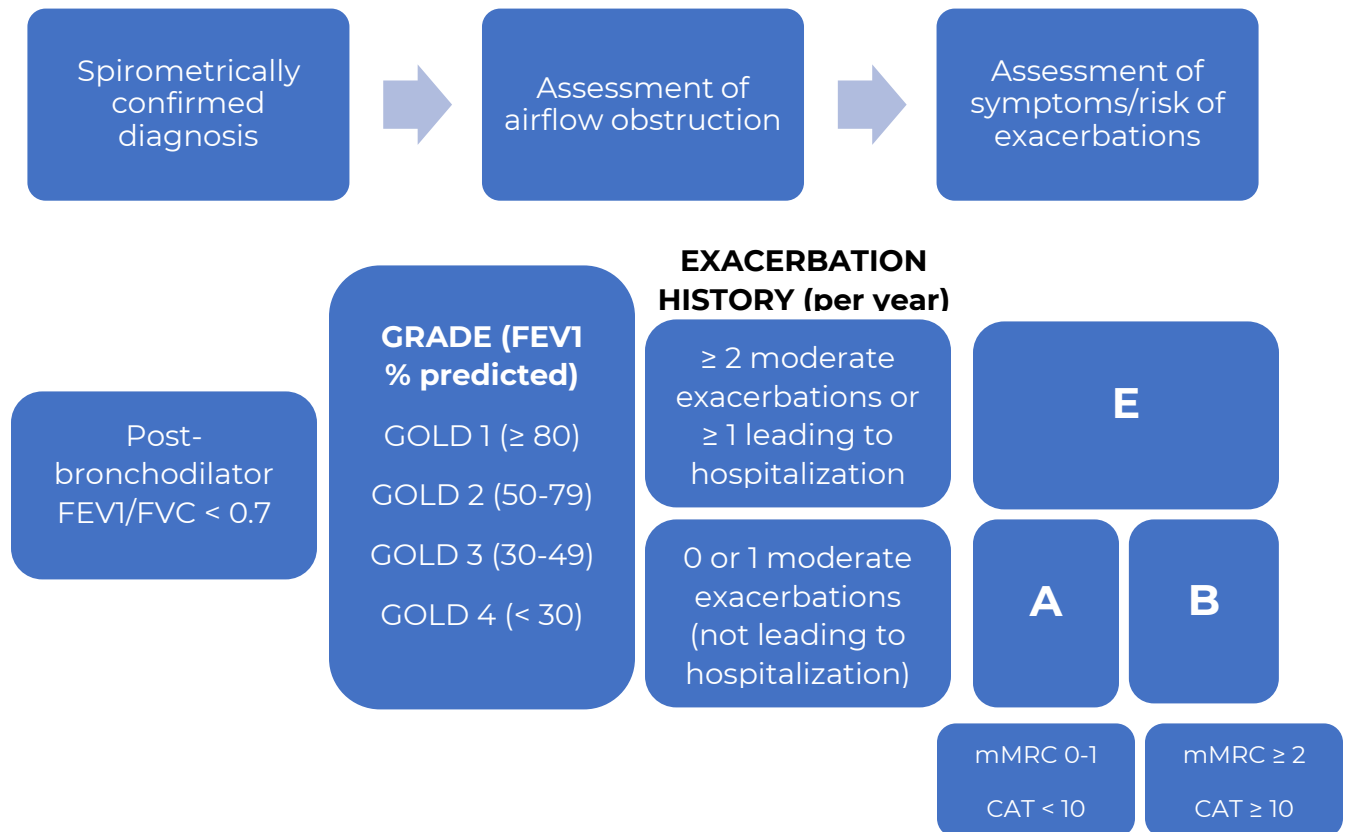 Spirometrically
confirmed
diagnosis
Assessment of
airflow obstruction
Assessment of
symptoms/risk of
exacerbations
Post-
bronchodilator
FEV1/FVC < 0.7
GRADE (FEV1
% predicted)
GOLD 1 (≥ 80)
GOLD 2 (50-79)
GOLD 3 (30-49)
GOLD 4 (< 30)
EXACERBATION
HISTORY (per year)
≥ 2 moderate
exacerbations or
≥ 1 leading to
hospitalization
E
0 or 1 moderate
exacerbations
(not leading to
hospitalization)
A
B
mMRC 0-1
CAT < 10
mMRC ≥ 2
CAT ≥ 10